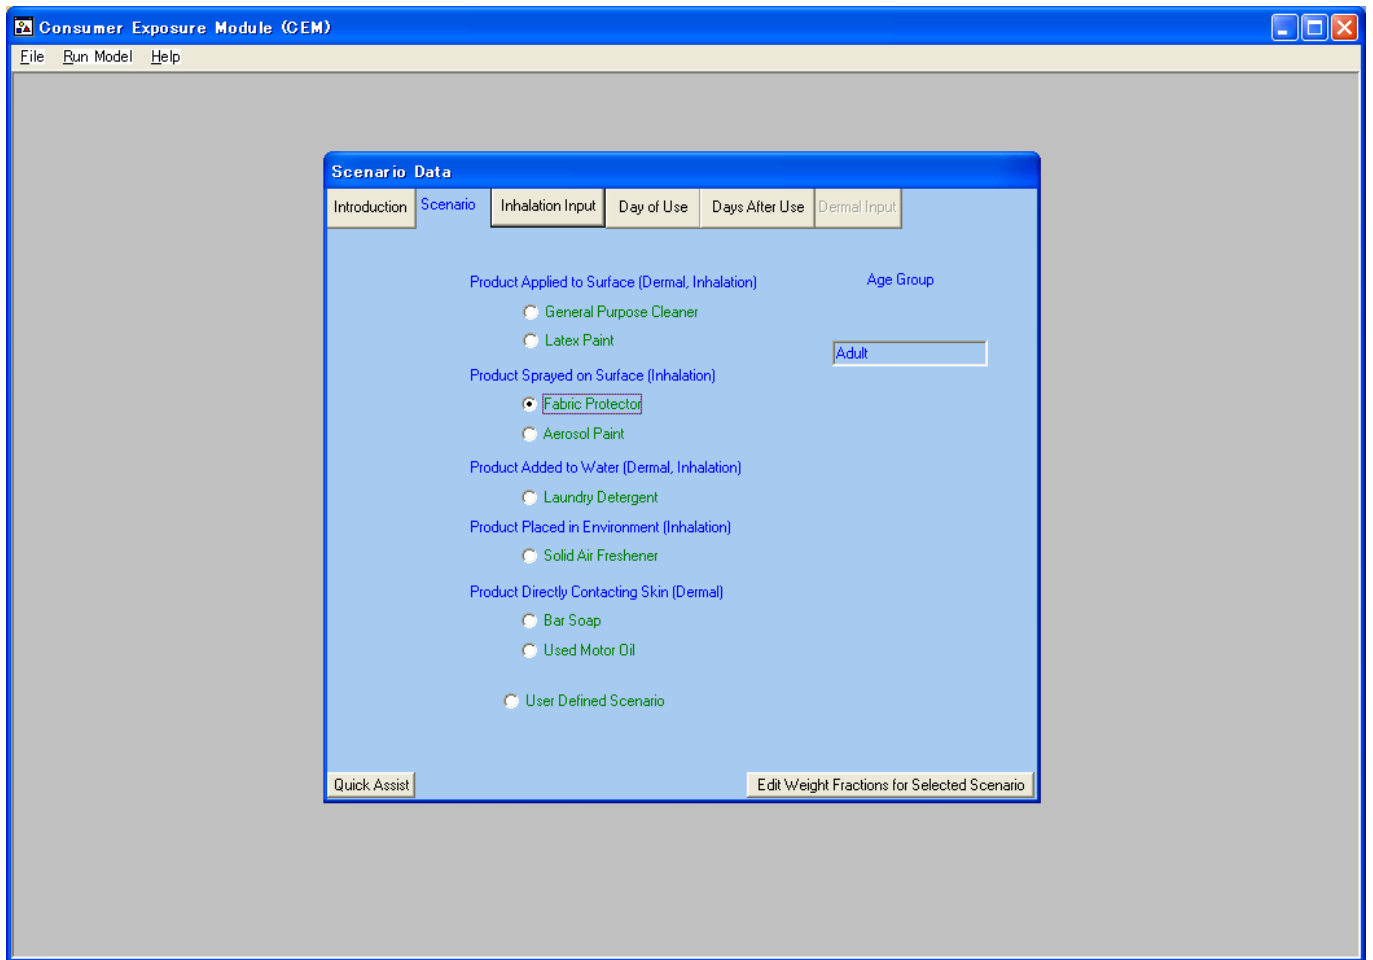 Consumer Exposure Module (CEM)
File Run Model Help
Scenario Data
Introduction Scenario Inhalation Input Day of Use Days After Use Dermal Input
Product Applied to Surface (Dermal, Inhalation)
Age Group
General Purpose Cleaner
Latex Paint
Adult
Product Sprayed on Surface (Inhalation)
Fabric Protector
Aerosol Paint
Product Added to Water (Dermal, Inhalation)
Laundry Detergent
Product Placed in Environment (Inhalation)
Solid Air Freshener
Product Directly Contacting Skin (Dermal)
Bar Soap
Used Motor Oil
User Defined Scenario
Quick Assist
Edit Weight Fractions for Selected Scenario